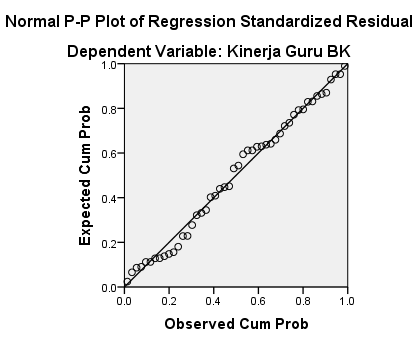 Normal P-P Plot of Regression Standardized Residual
Dependent Variable: Kinerja Guru BK
1.0
0.8
0.6
0.4
0.2
0.0
Expected Cum Prob
0.0 0.2 0.4 0.6 0.8 1.0
Observed Cum Prob